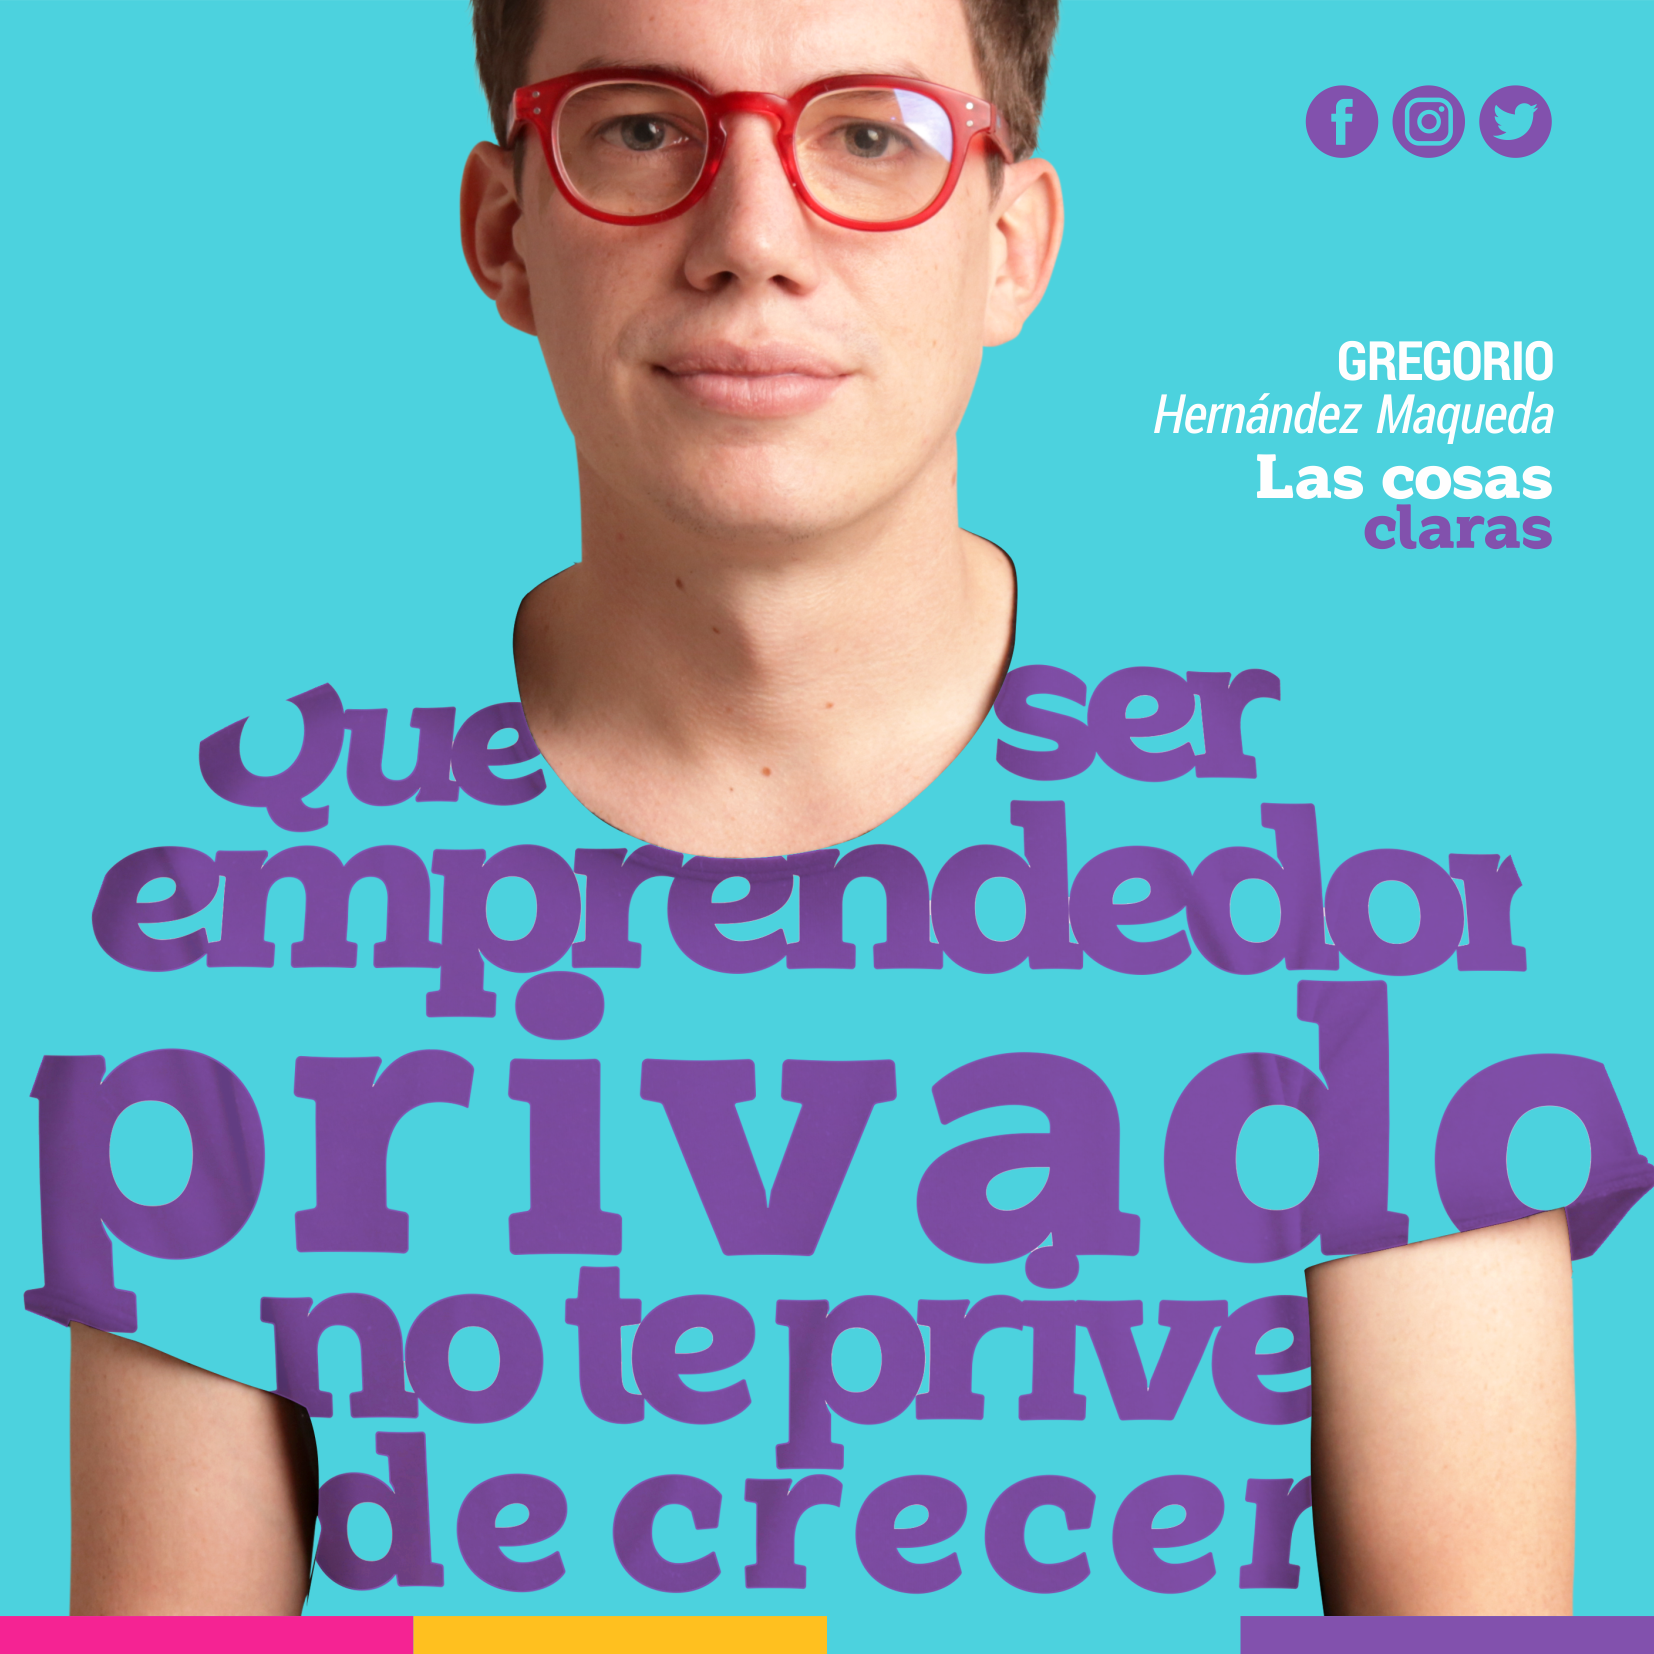 GREGORIO
Hernández Maqueda
Las cosas
claras
Que ser
emprendedor
privado
no te prive
de crecer